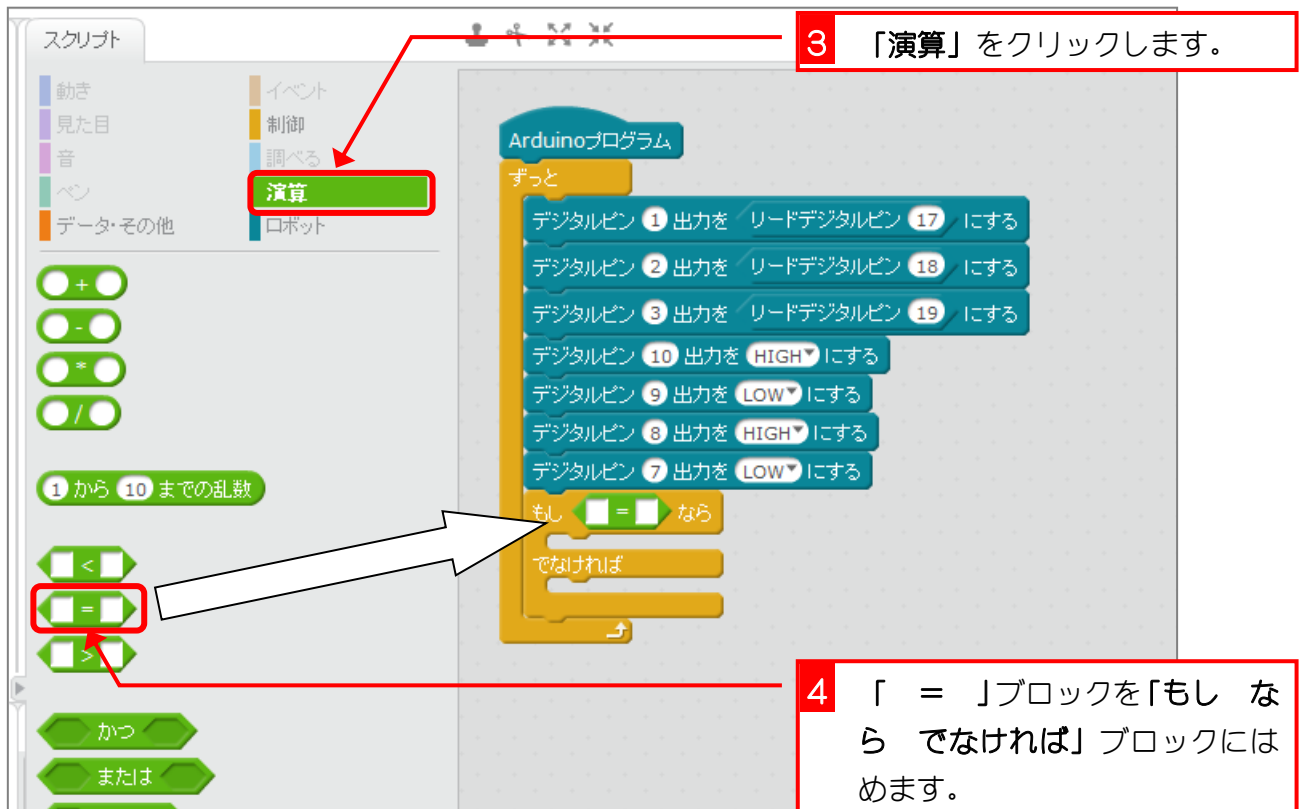 スクリプト
3 「演算」をクリックします。
動き イベント
見た目 制御
音 調べる
ペン 演算
データ・その他 ロボット
Arduinoプログラム
ずっと
デジタルピン 1 出力を リードデジタルピン 17 にする
デジタルピン 2 出力を リードデジタルピン 18 にする
デジタルピン 3 出力を リードデジタルピン 19 にする
デジタルピン 10 出力を HIGH にする
デジタルピン 9 出力を LOW にする
デジタルピン 8 出力を HIGH にする
デジタルピン 7 出力を LOW にする
もし = なら
でなければ
+
-
*
/
1 から 10 までの乱数
<
=
>
かつ
または
4 「 = 」ブロックを「もし な
ら でなければ」ブロックには
めます。